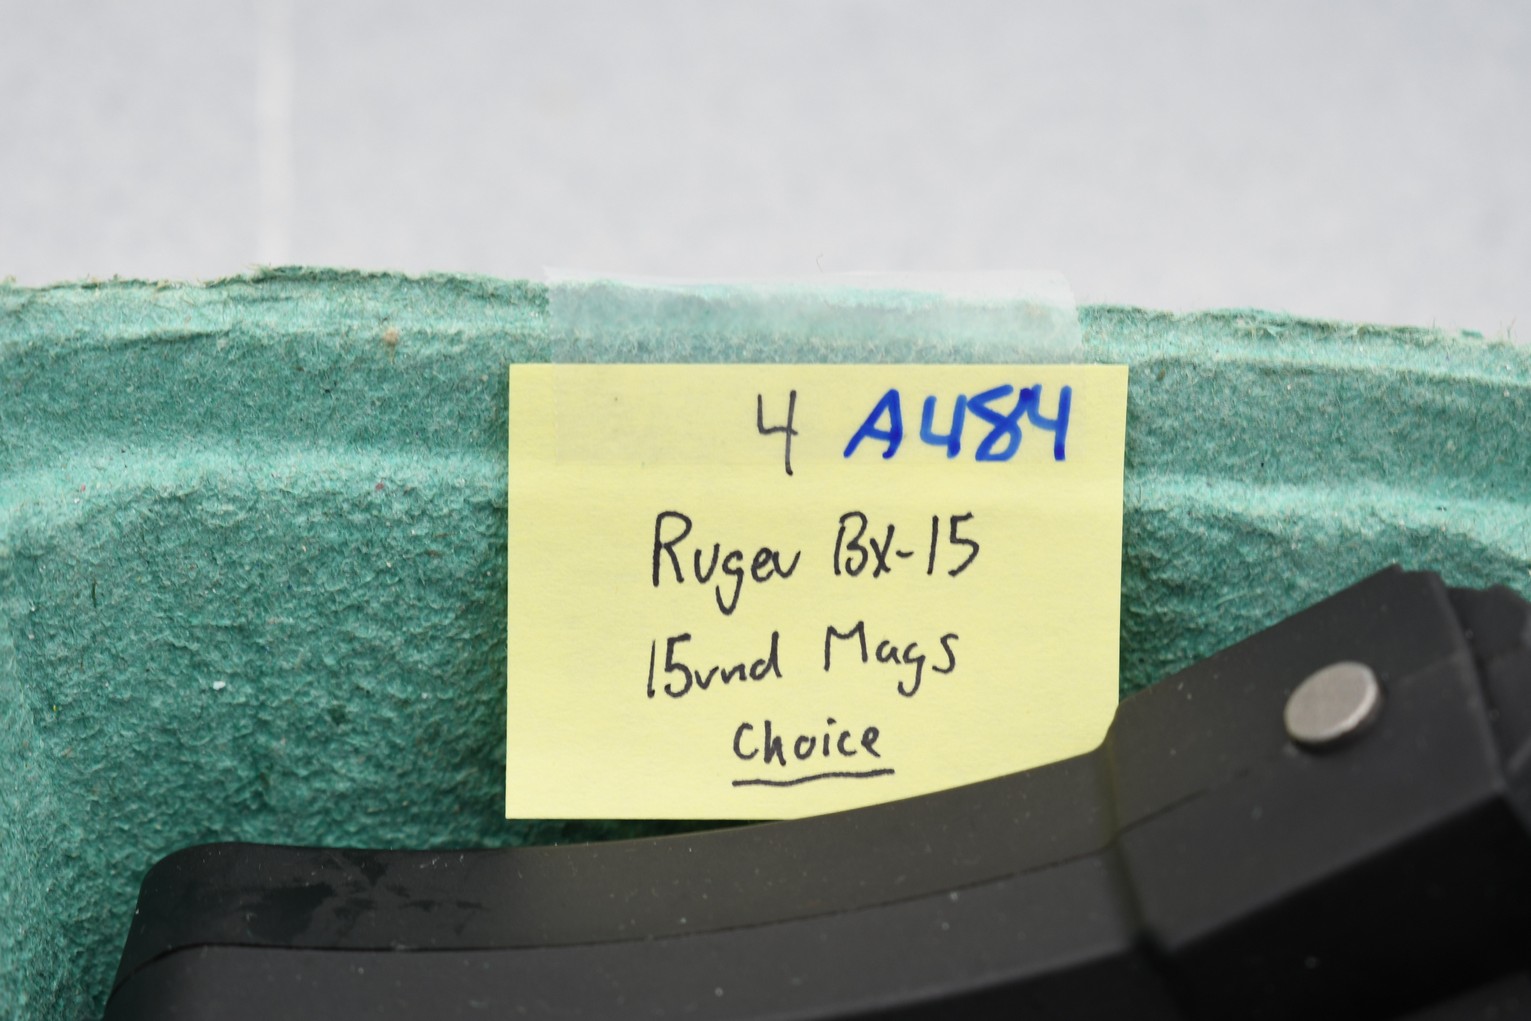 4 A484
Ruger BX-15
15rnd Mags
Choice